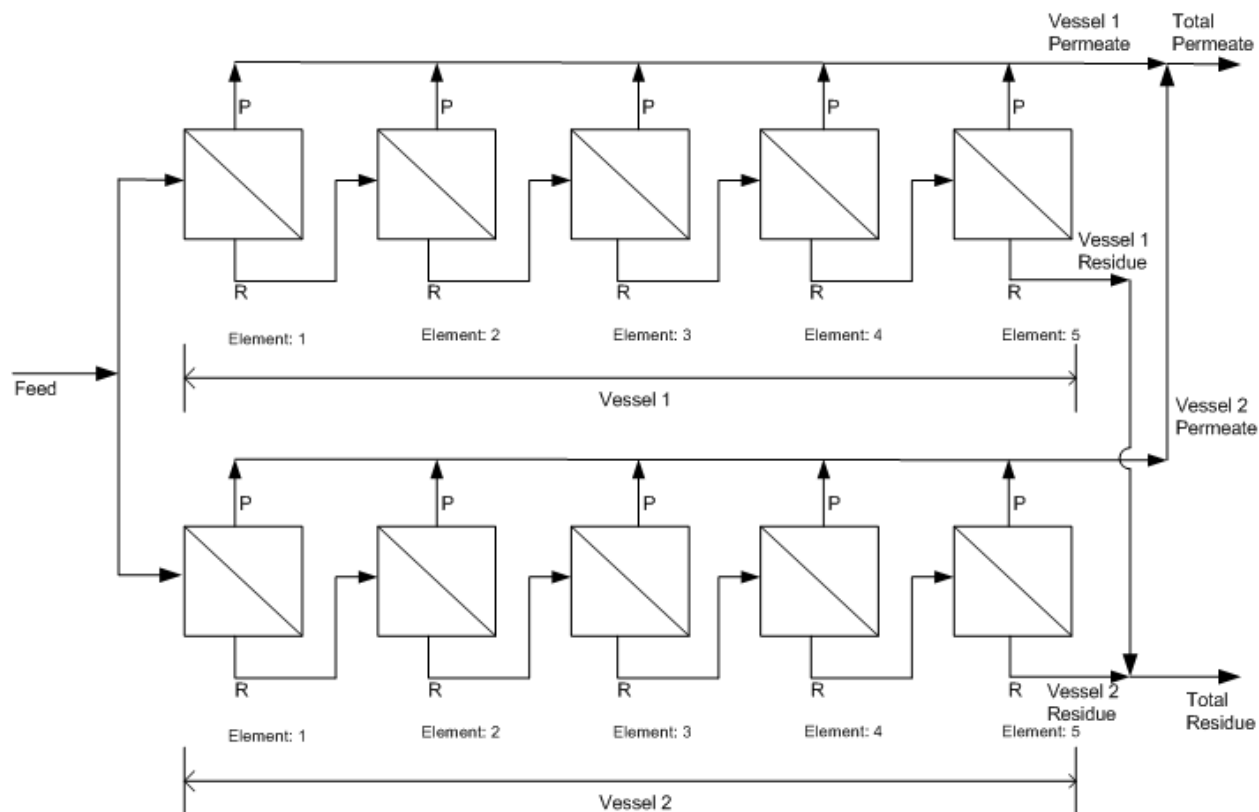 Vessel 1
Permeate
Total
Permeate
P
P
P
P
P
R
R
R
R
R
Vessel 1
Residue
Element: 1
Element: 2
Element: 3
Element: 4
Element: 5
Feed
Vessel 1
Vessel 2
Permeate
P
P
P
P
P
R
R
R
R
R
Vessel 2
Residue
Total
Residue
Element: 1
Element: 2
Element: 3
Element: 4
Element: 5
Vessel 2